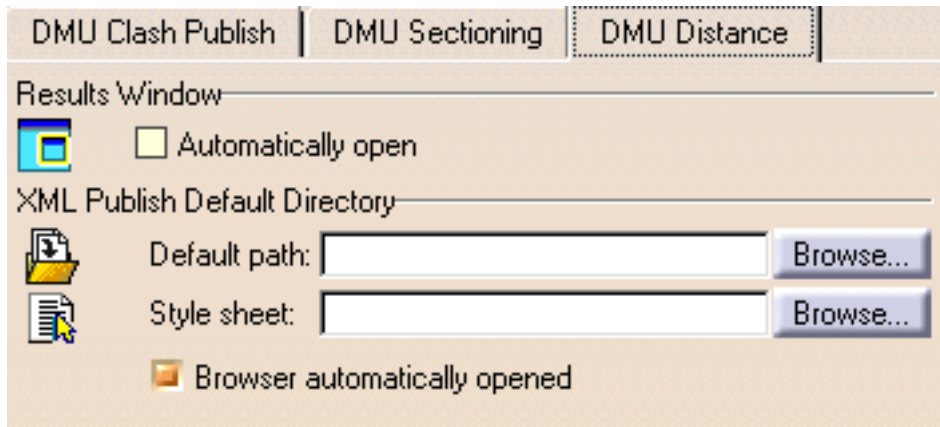 DMU Clash Publish DMU Sectioning DMU Distance
Results Window
Automatically open
XML Publish Default Directory
Default path: Browse...
Style sheet: Browse...
Browser automatically opened